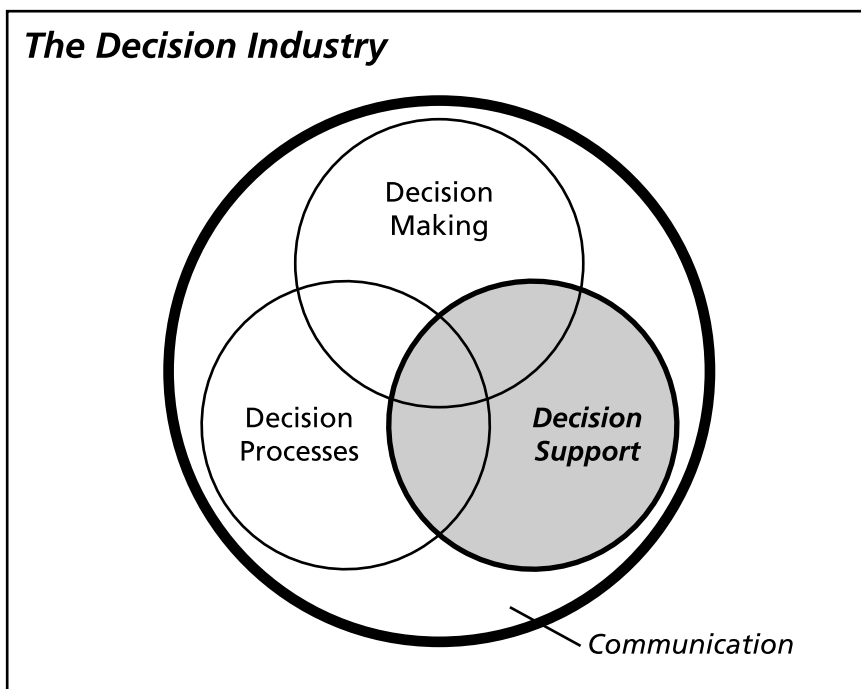 The Decision Industry
Decision
Making
Decision
Processes
Decision
Support
Communication